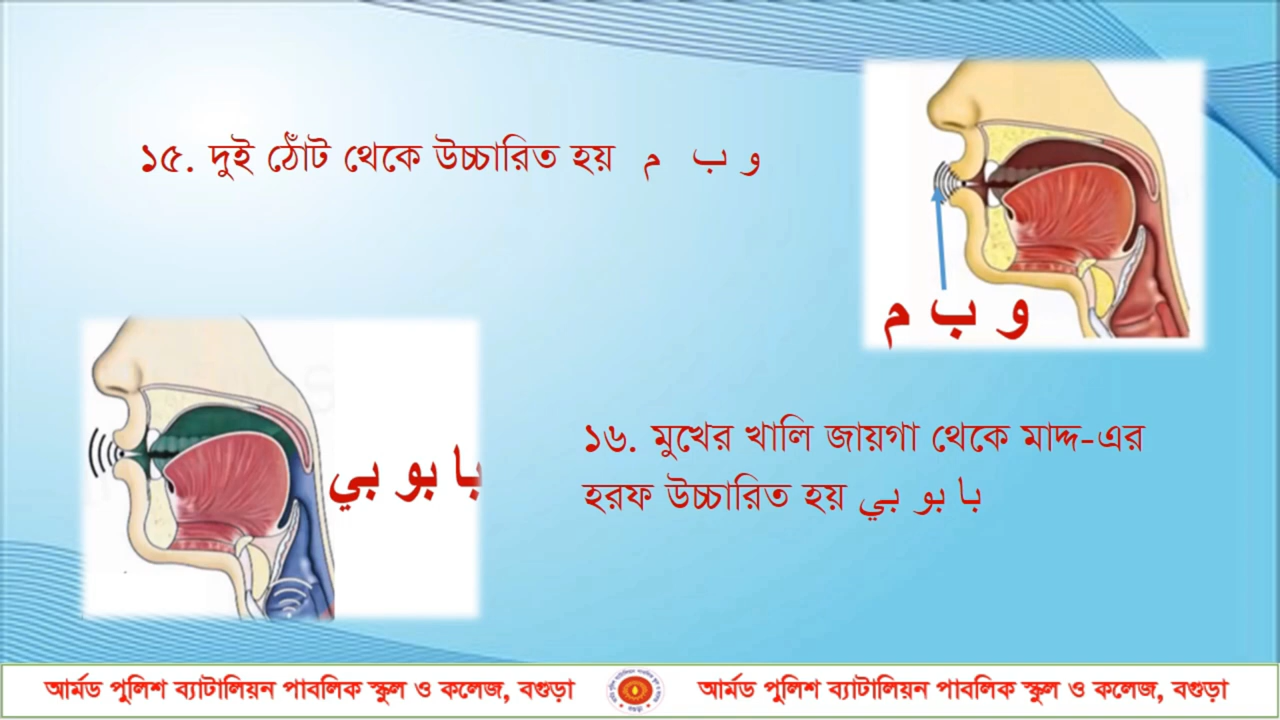 ১৫. দুই ঠোঁট থেকে উচ্চারিত হয় و ب م
و ب م
با بو بي
১৬. মুখের খালি জায়গা থেকে মাদ্দ-এর
হরফ উচ্চারিত হয় با بو بي
আর্মড পুলিশ ব্যাটালিয়ন পাবলিক স্কুল ও কলেজ, বগুড়া
আর্মড পুলিশ ব্যাটালিয়ন পাবলিক স্কুল ও কলেজ, বগুড়া